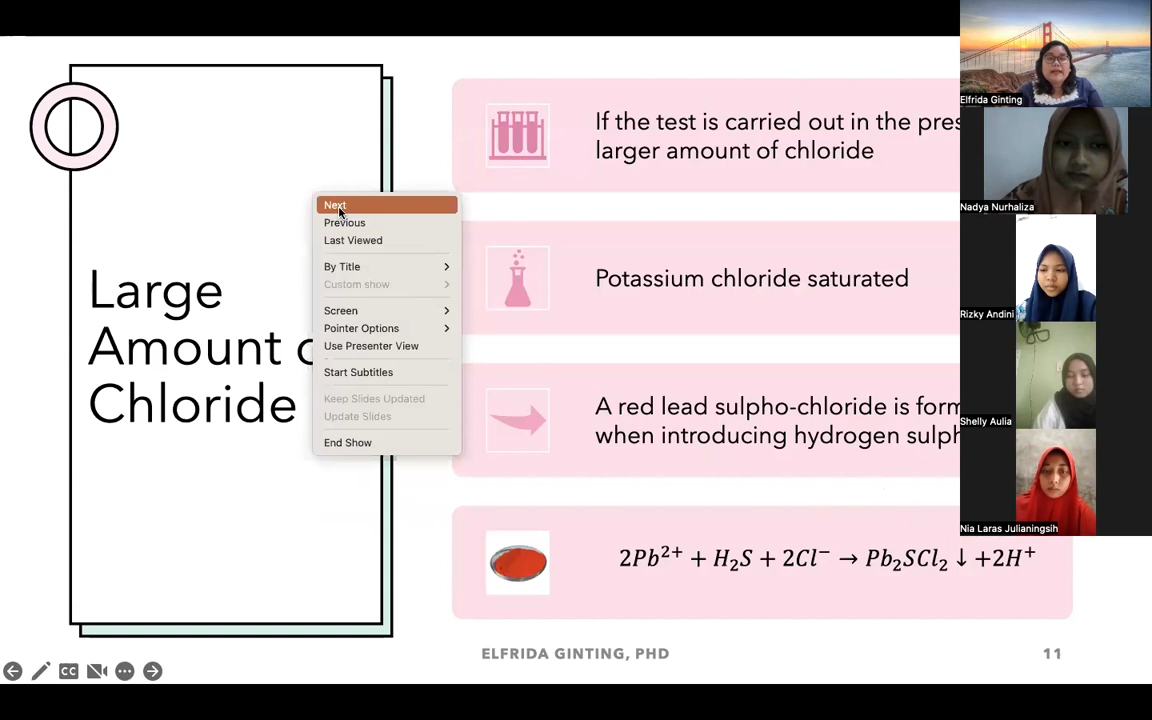 Large
Amount
Chloride
Next
Previous
Last Viewed
By Title
Custom show
Screen
Pointer Options
Use Presenter View
Start Subtitles
Keep Slides Updated
Update Slides
End Show
If the test is carried out in the pres
larger amount of chloride
Potassium chloride saturated
A red lead sulpho-chloride is form
when introducing hydrogen sulph
2Pb²⁺ + H₂S + 2Cl⁻ → Pb₂SCl₂ ↓ +2H⁺
ELFRIDA GINTING, PHD
11
CC
Elfrida Ginting
Nadya Nurhaliza
Rizky Andini
Shelly Aulia
Nia Laras Julianingsih